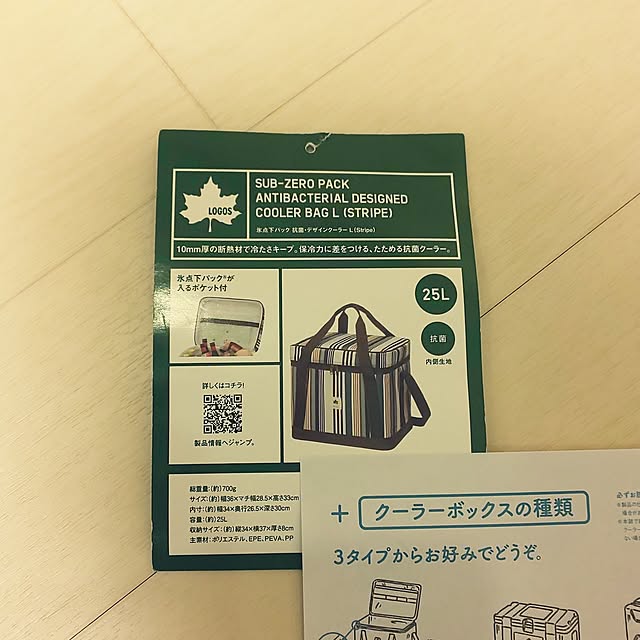 LOGOS
SUB-ZERO PACK
ANTIBACTERIAL DESIGNED
COOLER BAG L (STRIPE)
氷点下パック 抗菌・デザインクーラー L (Stripe)
10mm厚の断熱材で冷たさキープ。保冷力に差をつける、たためる抗菌クーラー。
氷点下パック®が
入るポケット付
25L
抗菌
内側生地
詳しくはコチラ!
製品情報へジャンプ。
総重量:(約)700g
サイズ:(約)幅36×マチ幅28.5×高さ33cm
内寸:(約)幅34×奥行26.5×深さ30cm
容量:(約)25L
収納サイズ:(約)縦34×横37×厚さ8cm
主素材:ポリエステル、EPE、PEVA、PP
+ クーラーボックスの種類
3タイプからお好みでどうぞ。